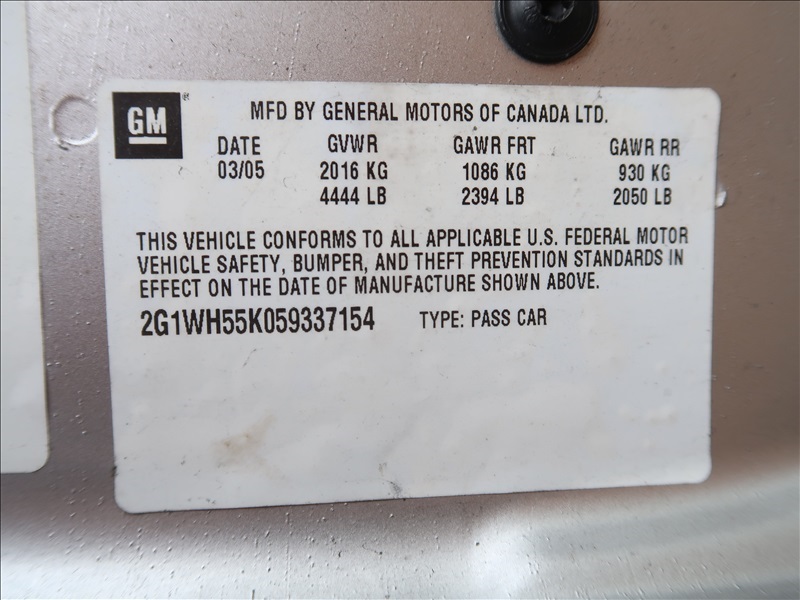 GM
MFD BY GENERAL MOTORS OF CANADA LTD.
DATE GVWR GAWR FRT GAWR RR
03/05 2016 KG 1086 KG 930 KG
4444 LB 2394 LB 2050 LB
THIS VEHICLE CONFORMS TO ALL APPLICABLE U.S. FEDERAL MOTOR
VEHICLE SAFETY, BUMPER, AND THEFT PREVENTION STANDARDS IN
EFFECT ON THE DATE OF MANUFACTURE SHOWN ABOVE.
2G1WH55K059337154 TYPE: PASS CAR